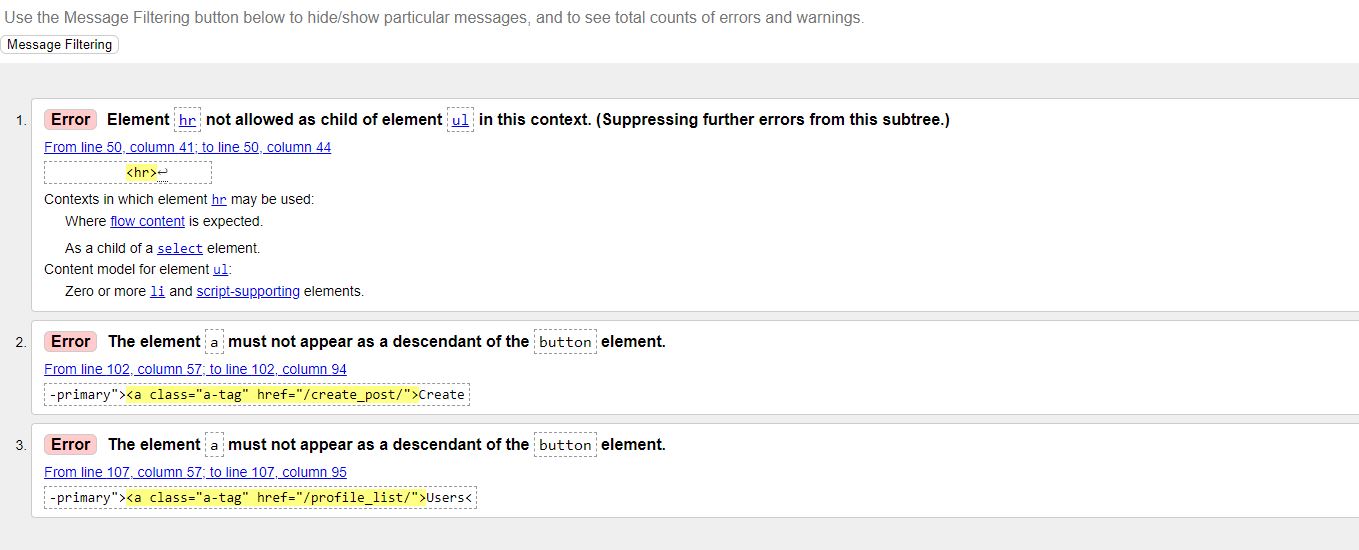 Use the Message Filtering button below to hide/show particular messages, and to see total counts of errors and warnings.
Message Filtering
1. Error Element hr not allowed as child of element ul in this context. (Suppressing further errors from this subtree.)
From line 50, column 41; to line 50, column 44
<hr>↩
Contexts in which element hr may be used:
Where flow content is expected.
As a child of a select element.
Content model for element ul:
Zero or more li and script-supporting elements.
2. Error The element a must not appear as a descendant of the button element.
From line 102, column 57; to line 102, column 94
-primary"><a class="a-tag" href="/create_post/">Create
3. Error The element a must not appear as a descendant of the button element.
From line 107, column 57; to line 107, column 95
-primary"><a class="a-tag" href="/profile_list/">Users<